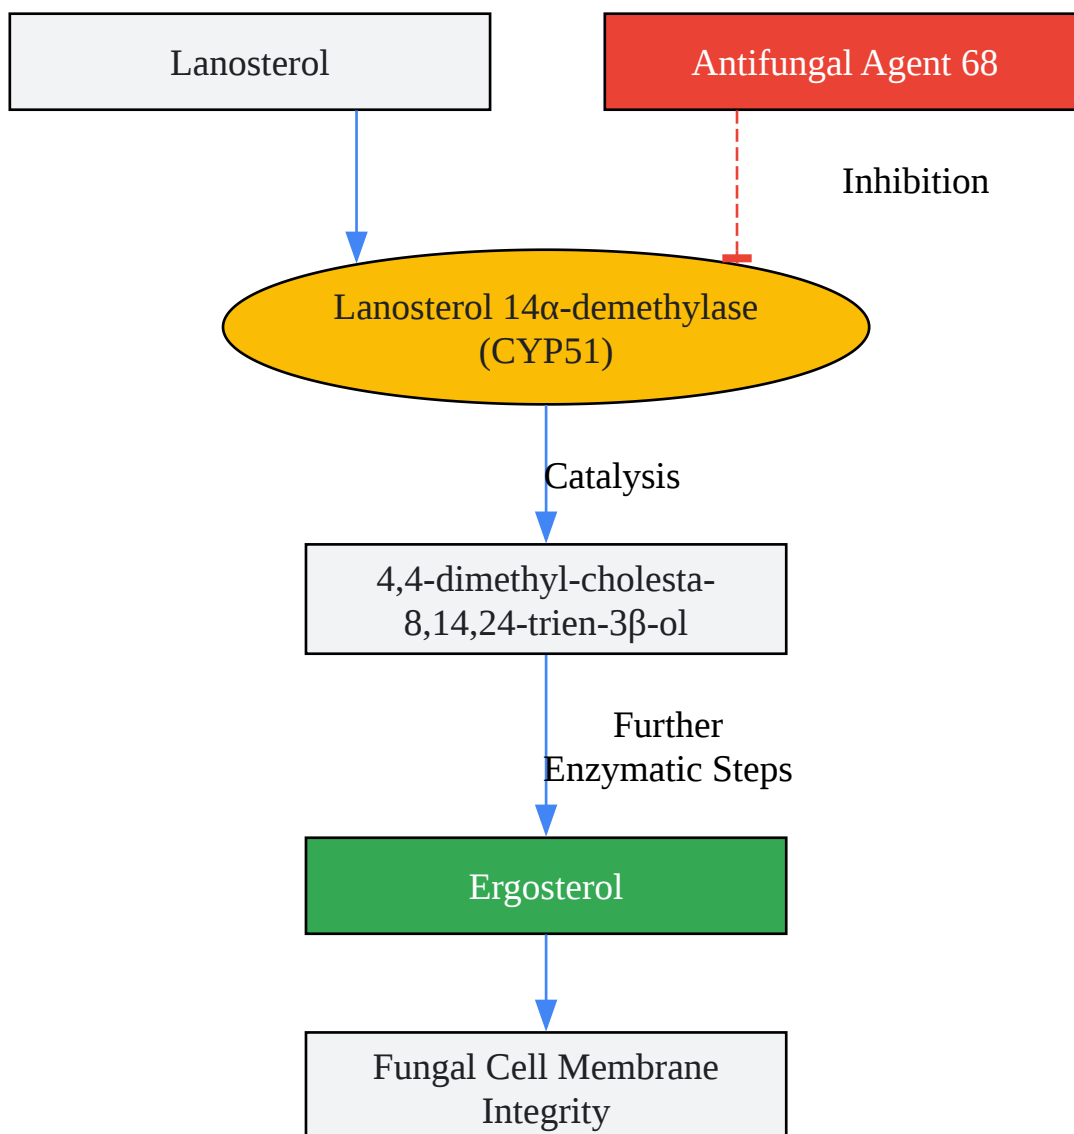 Lanosterol
Antifungal Agent 68
Inhibition
Lanosterol 14α-demethylase
(CYP51)
Catalysis
4,4-dimethyl-cholesta-
8,14,24-trien-3β-ol
Further
Enzymatic Steps
Ergosterol
Fungal Cell Membrane
Integrity